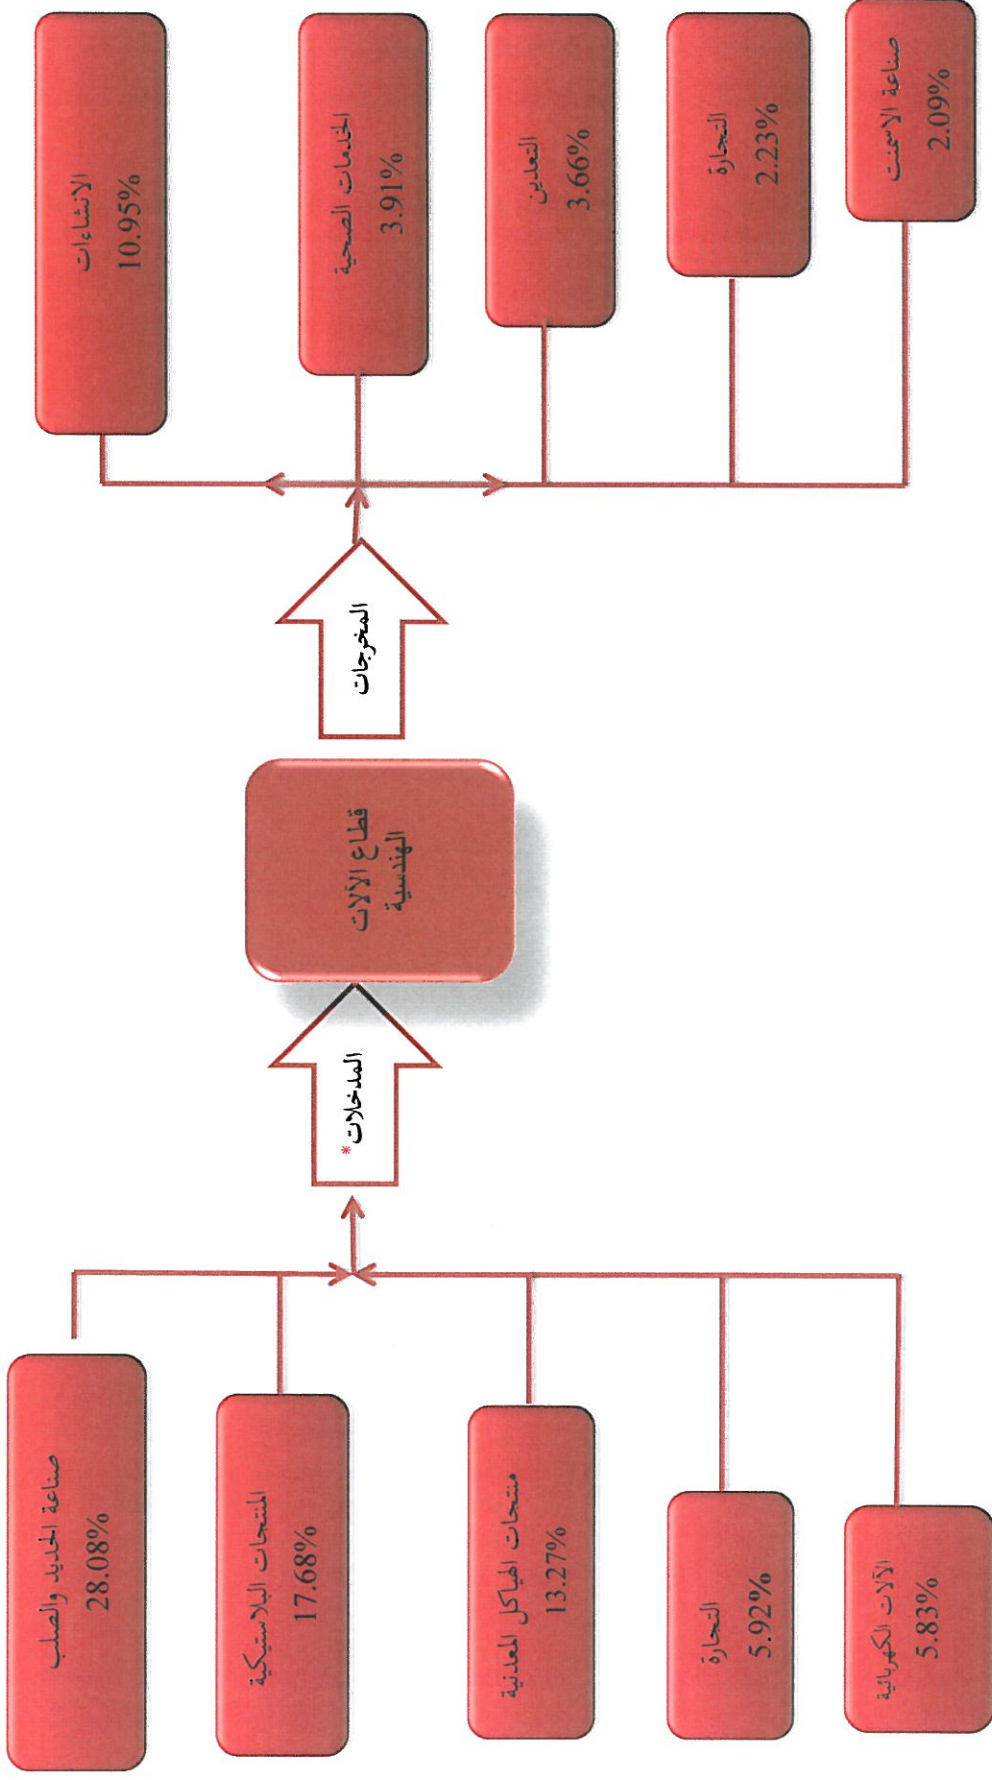 صناعة الحديد والصلب
28.08%
المنتجات البلاستيكية
17.68%
منتجات الهياكل المعدنية
13.27%
التجارة
5.92%
الآلات الكهربائية
5.83%
المدخلات*
قطاع الآلات
الهندسية
المخرجات
الانشاءات
10.95%
الخدمات الصحية
3.91%
التعدين
3.66%
التجارة
2.23%
صناعة الاسمنت
2.09%